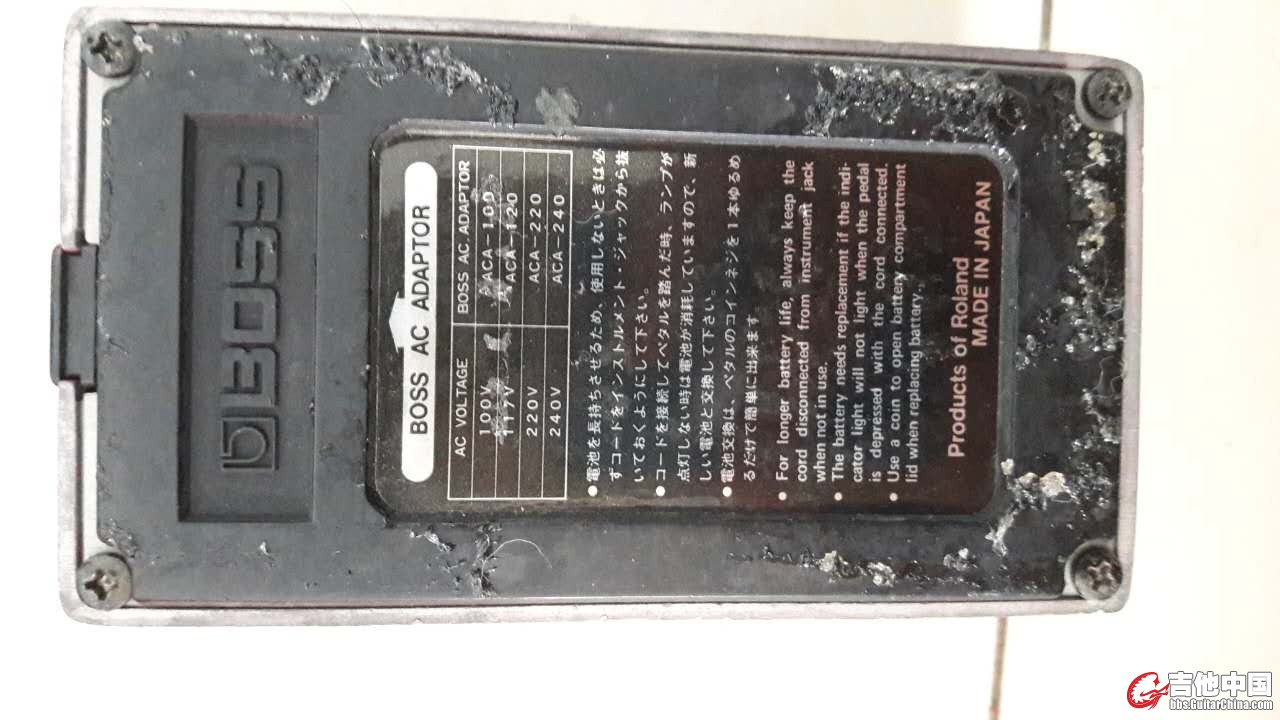 BOSS
BOSS AC ADAPTOR
AC VOLTAGE BOSS AC ADAPTOR
100V ACA-100
117V ACA-120
220V ACA-220
240V ACA-240
●電池を長持ちさせるため、使用しないときは必
ずコードをインストルメント・ジャックから抜
いておくようにして下さい。
●コードを接続してペタルを踏んだ時、ランプが
点灯しない時は電池が消耗していますので、新
しい電池と交換して下さい。
●電池交換は、ペタルのコインネジを1本ゆるめ
るだけで簡単に出来ます
● For longer battery life, always keep the
cord disconnected from instrument jack
when not in use.
● The battery needs replacement if the indi-
cator light will not light when the pedal
is depressed with the cord connected.
● Use a coin to open battery compartment
lid when replacing battery.
Products of Roland
MADE IN JAPAN
吉他中国
bbs.GuitarChina.com